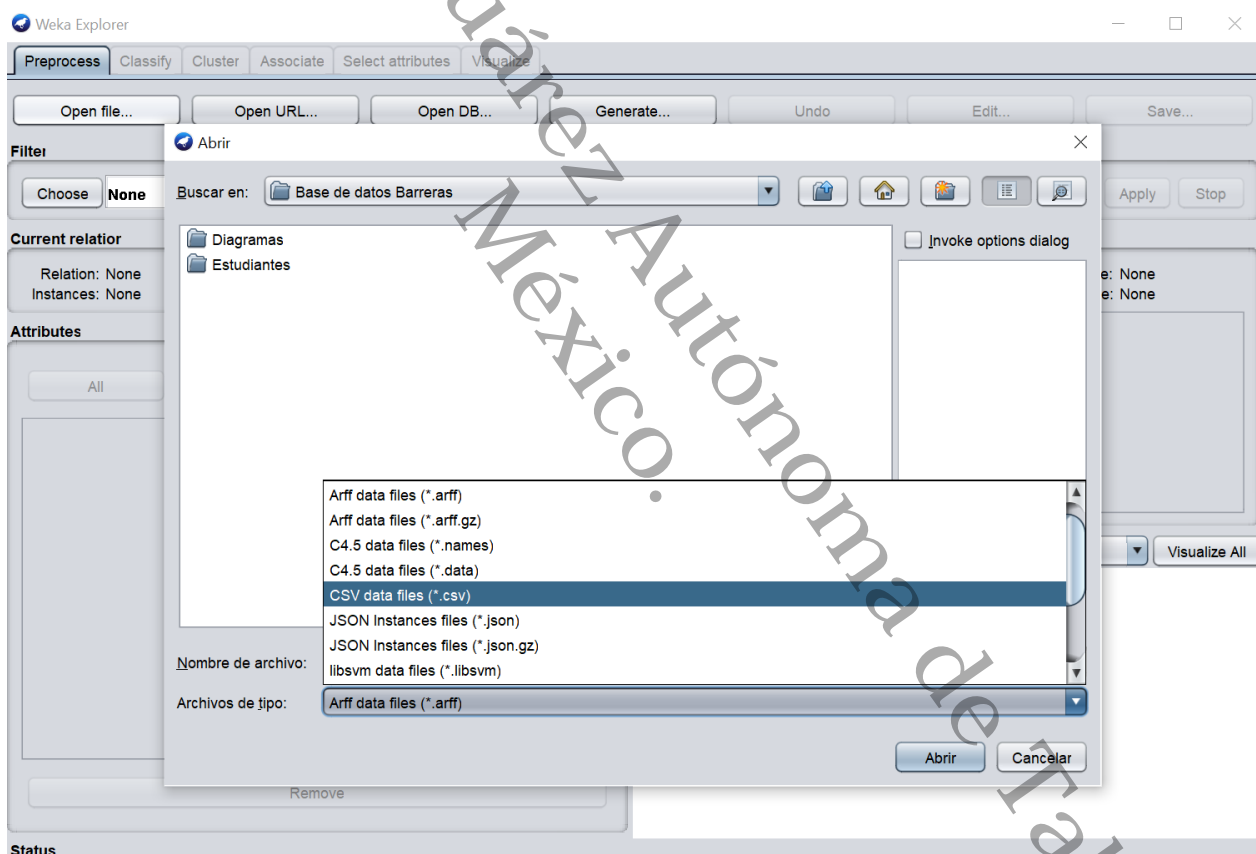 Weka Explorer
Preprocess Classify Cluster Associate Select attributes Visualize
Open file... Open URL... Open DB... Generate... Undo Edit... Save...
Filter
Abrir
Choose None
Buscar en: Base de datos Barreras
Apply Stop
Current relation
Diagramas
Invoke options dialog
Estudiantes
Relation: None
e: None
Instances: None
e: None
Attributes
All
Arff data files (*.arff)
Arff data files (*.arff.gz)
C4.5 data files (*.names)
C4.5 data files (*.data)
Visualize All
CSV data files (*.csv)
JSON Instances files (*.json)
JSON Instances files (*.json.gz)
Nombre de archivo:
libsvm data files (*.libsvm)
Archivos de tipo: Arff data files (*.arff)
Abrir Cancelar
Remove
Status
uárez Autónoma de Ta
México.